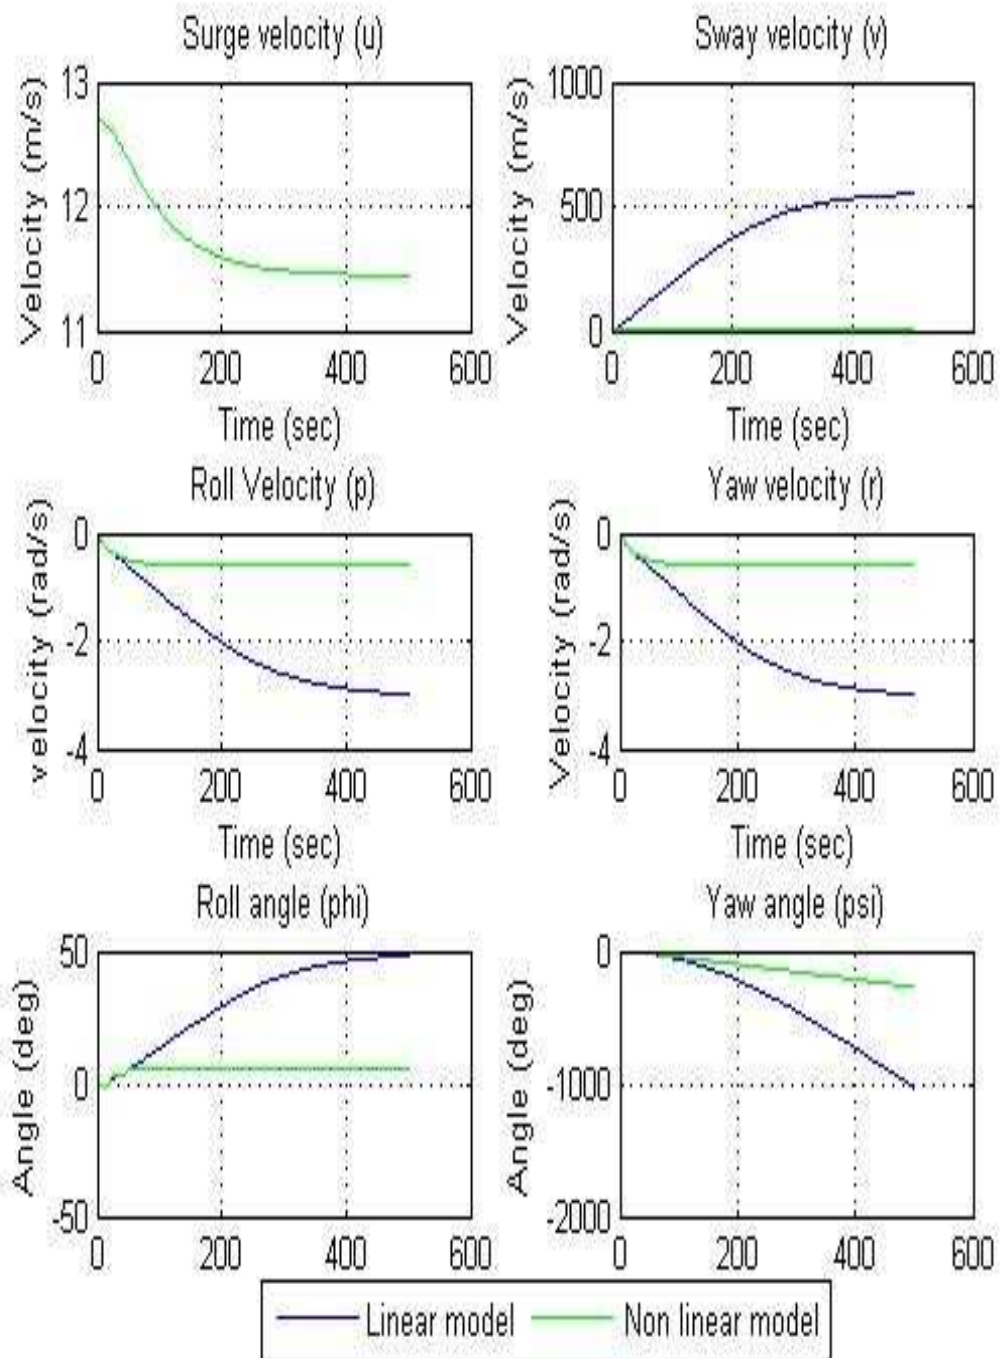 Surge velocity (u)
Sway velocity (v)
Velocity (m/s)
13
12
11
0 200 400 600
Time (sec)
Velocity (m/s)
1000
500
0
0 200 400 600
Time (sec)
Roll Velocity (p)
Yaw velocity (r)
velocity (rad/s)
0
-2
-4
0 200 400 600
Time (sec)
Velocity (rad/s)
0
-2
-4
0 200 400 600
Time (sec)
Roll angle (phi)
Yaw angle (psi)
Angle (deg)
50
0
-50
0 200 400 600
Angle (deg)
0
-1000
-2000
0 200 400 600
Linear model
Non linear model